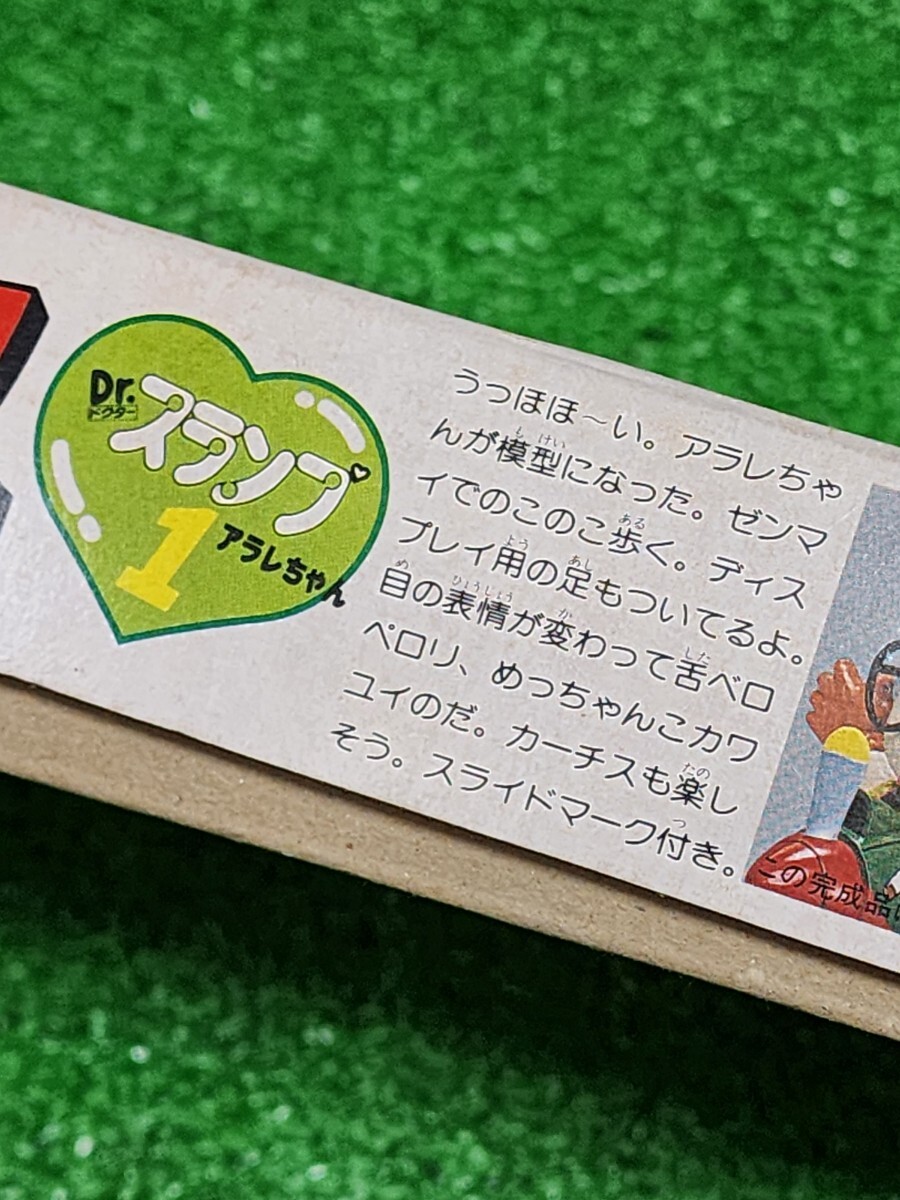 Dr.
ドクター
スランプ
1
アラレちゃん
うっほほ～い。アラレちゃ
んが模型になった。ゼンマ
イでのこのこ歩く。ディス
プレイ用の足もついてるよ。
目の表情が変わって舌ベロ
ベロリ、めっちゃんこカワ
ユイのだ。カーチスも楽し
そう。スライドマーク付き。
この完成品